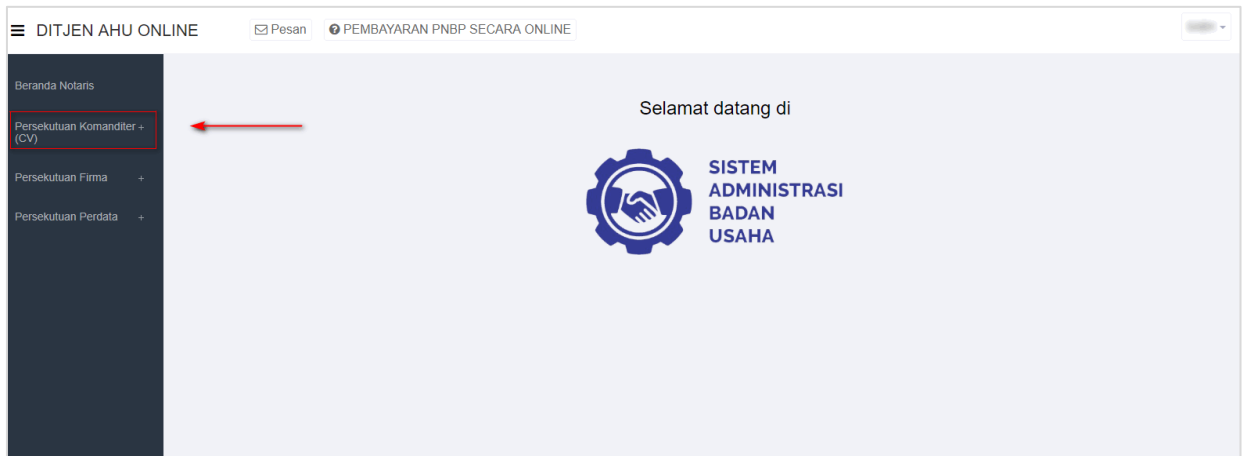 DITJEN AHU ONLINE
Pesan
PEMBAYARAN PNBP SECARA ONLINE
Beranda Notaris
Persekutuan Komanditer +
(CV)
Persekutuan Firma +
Persekutuan Perdata +
Selamat datang di
SISTEM
ADMINISTRASI
BADAN
USAHA